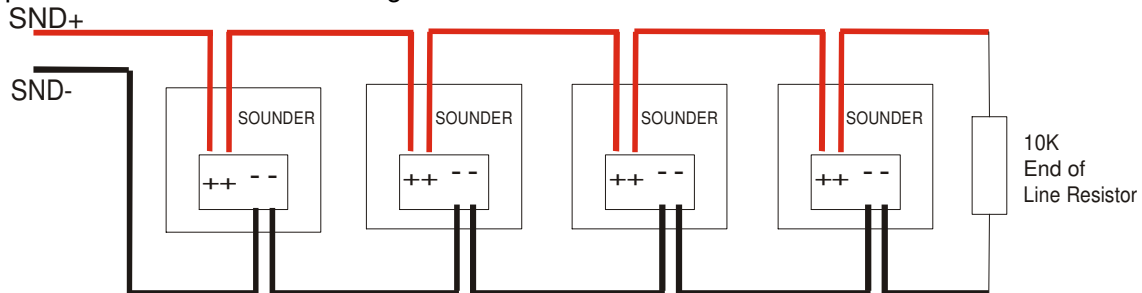 SND+
SND-
SOUNDER
SOUNDER
SOUNDER
SOUNDER
++ --
++ --
++ --
++ --
10K
End of
Line Resistor